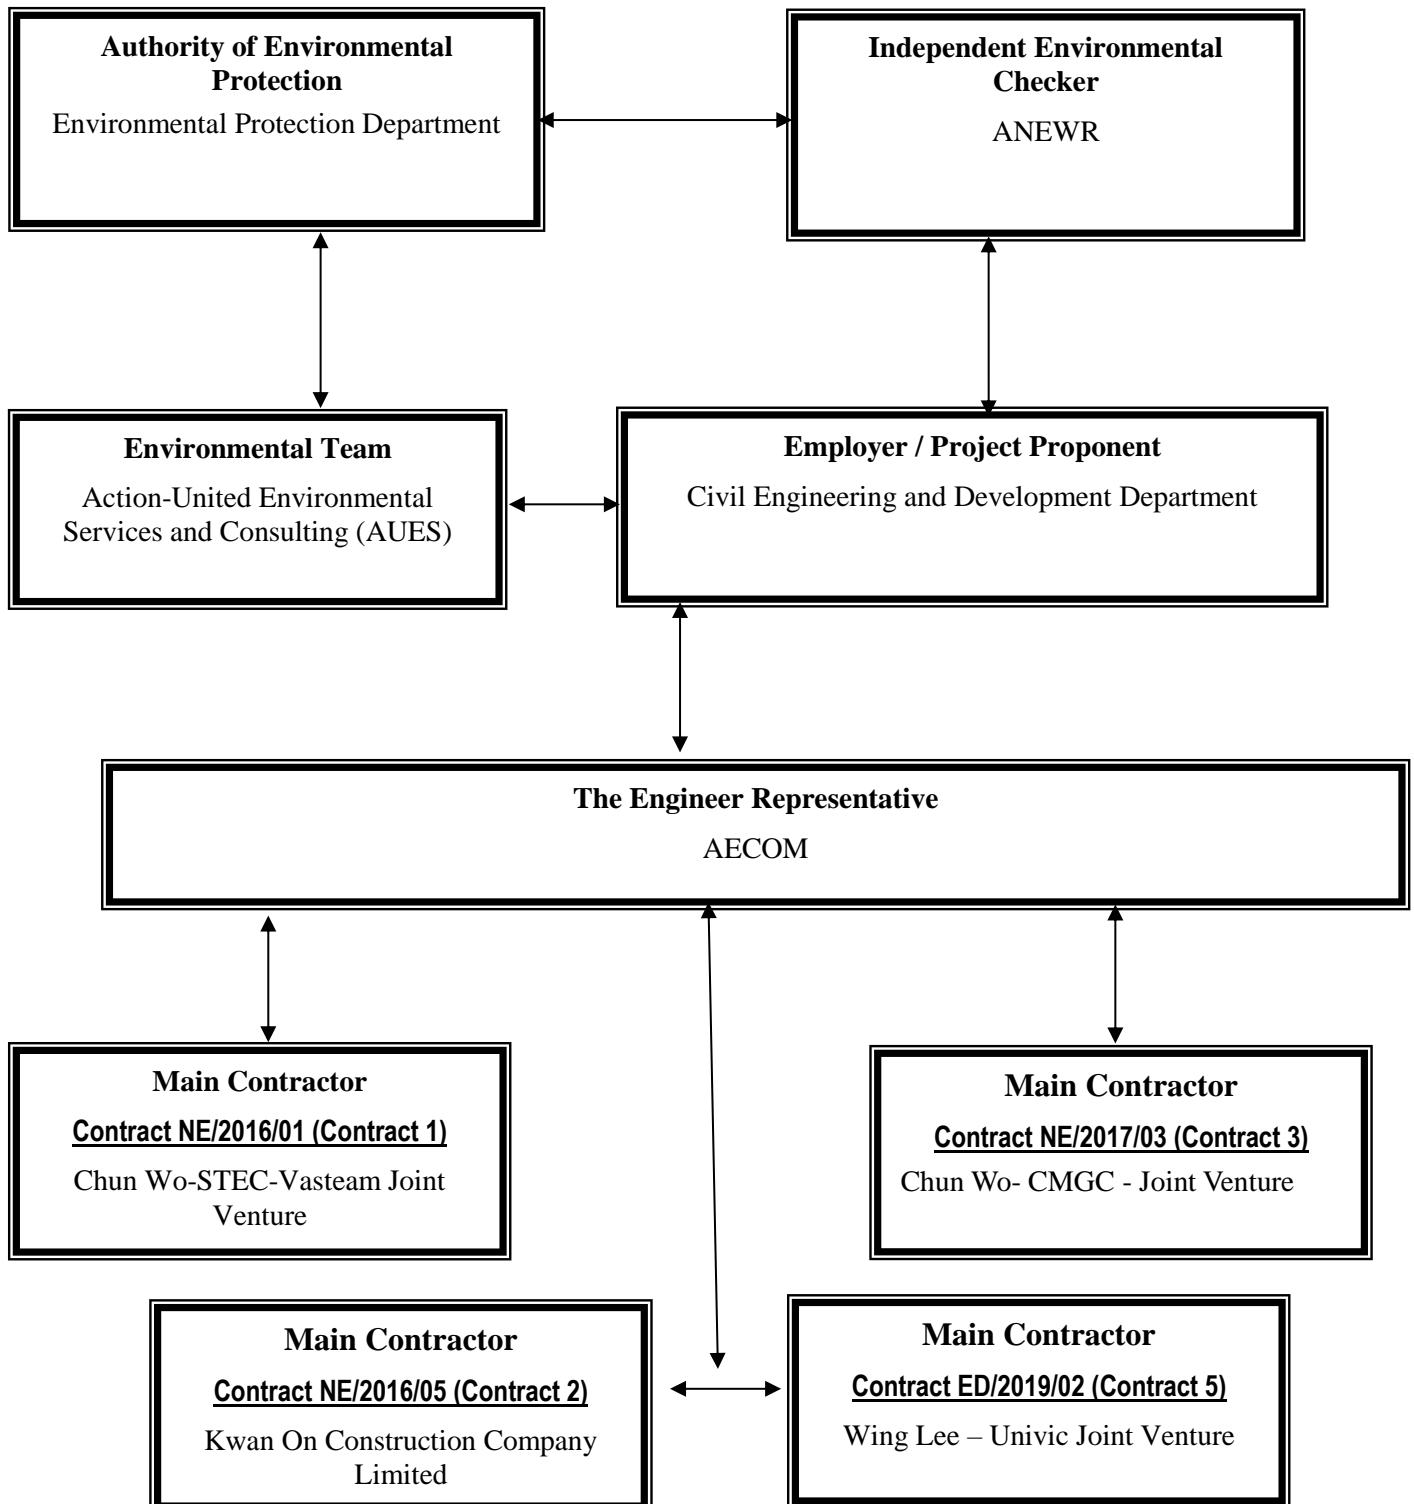 Authority of Environmental
Protection
Environmental Protection Department
Independent Environmental
Checker
ANEWR
Environmental Team
Action-United Environmental
Services and Consulting (AUES)
Employer / Project Proponent
Civil Engineering and Development Department
The Engineer Representative
AECOM
Main Contractor
Contract NE/2016/01 (Contract 1)
Chun Wo-STEC-Vasteam Joint
Venture
Main Contractor
Contract NE/2017/03 (Contract 3)
Chun Wo- CMGC - Joint Venture
Main Contractor
Contract NE/2016/05 (Contract 2)
Kwan On Construction Company
Limited
Main Contractor
Contract ED/2019/02 (Contract 5)
Wing Lee – Univic Joint Venture